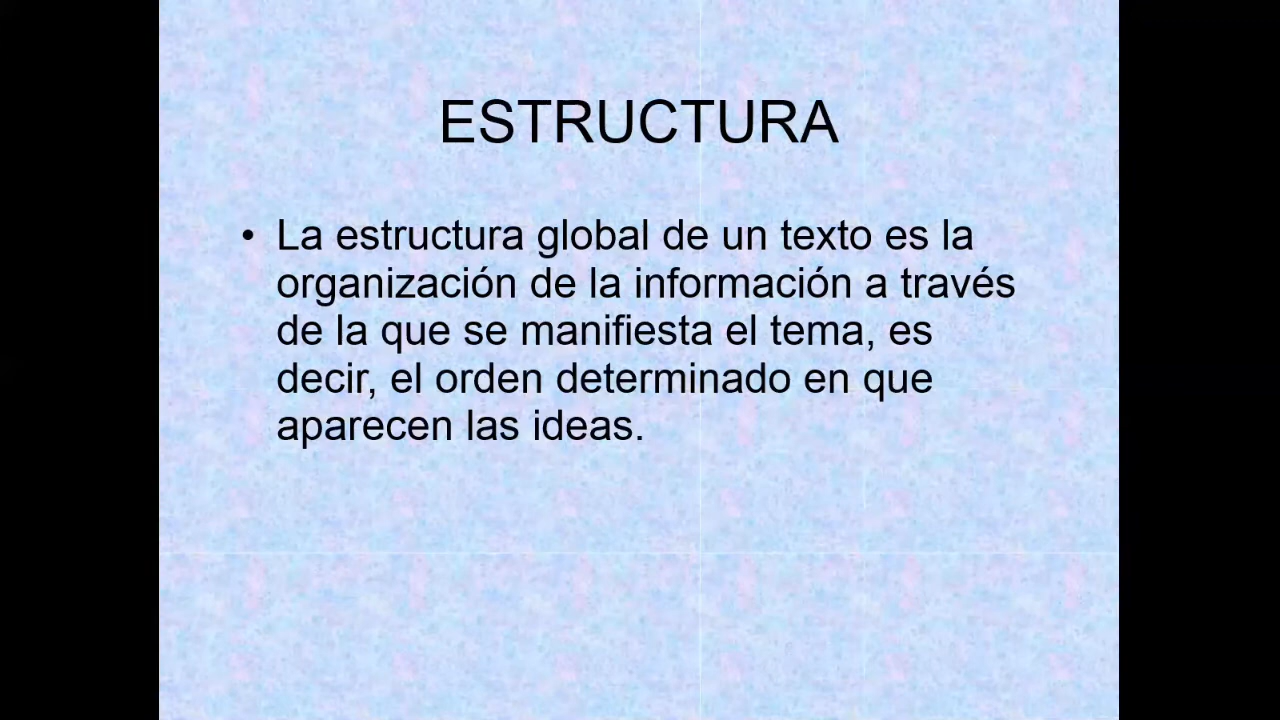 ESTRUCTURA
• La estructura global de un texto es la
organización de la información a través
de la que se manifiesta el tema, es
decir, el orden determinado en que
aparecen las ideas.